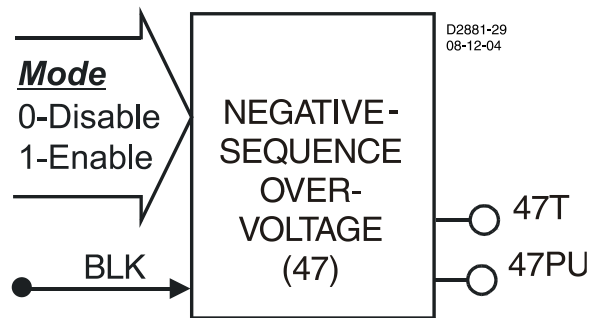 D2881-29
08-12-04
Mode
0-Disable
1-Enable
NEGATIVE-
SEQUENCE
OVER-
VOLTAGE
(47)
BLK
47T
47PU